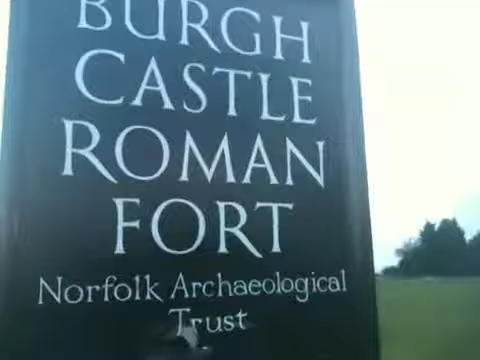 BURGH
CASTLE
ROMAN
FORT
Norfolk Archaeological
Trust